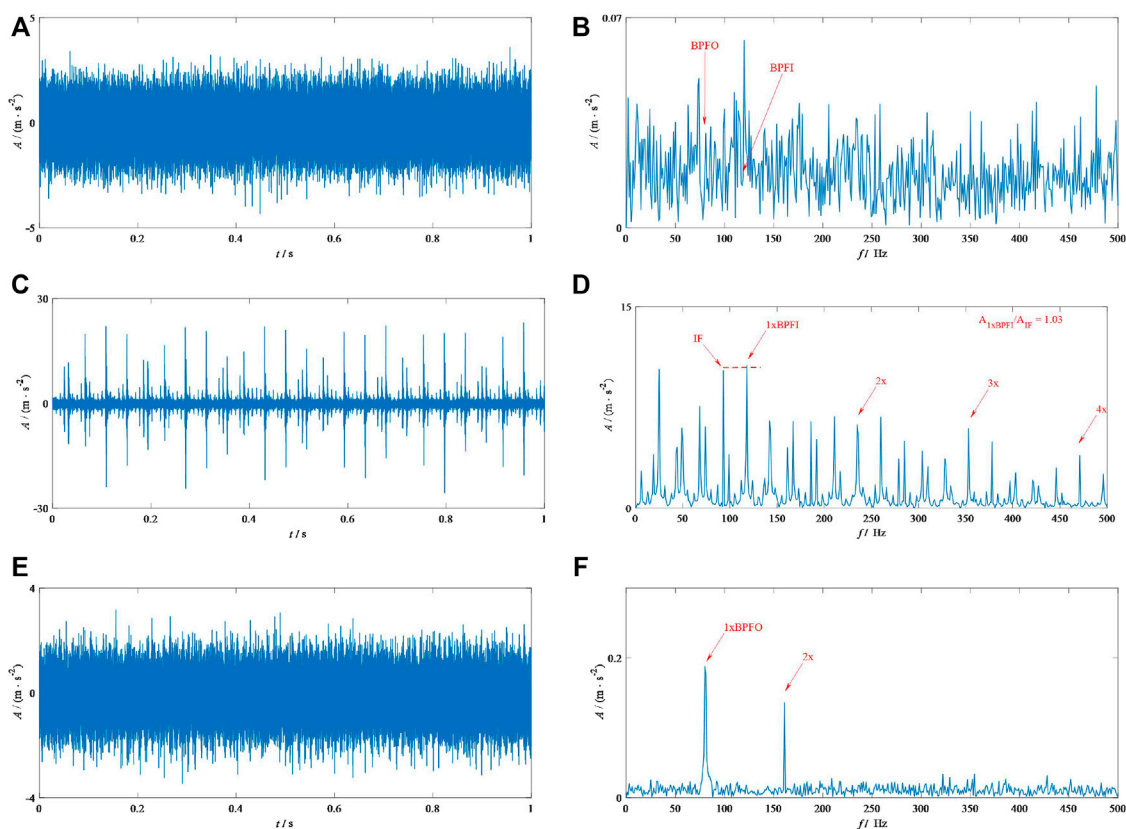 A
5
0
-5
A / (m · s⁻²)
0 0.2 0.4 0.6 0.8 1
t / s
B
0.07
0
A / (m · s⁻²)
BPFO
BPFI
0 50 100 150 200 250 300 350 400 450 500
f / Hz
C
30
0
-30
A / (m · s⁻²)
0 0.2 0.4 0.6 0.8 1
t / s
D
15
0
A / (m · s⁻²)
IF
1xBPFI
A1xBPFI/AIF = 1.03
2x
3x
4x
0 50 100 150 200 250 300 350 400 450 500
f / Hz
E
4
0
-4
A / (m · s⁻²)
0 0.2 0.4 0.6 0.8 1
t / s
F
0.2
0
A / (m · s⁻²)
1xBPFO
2x
0 50 100 150 200 250 300 350 400 450 500
f / Hz